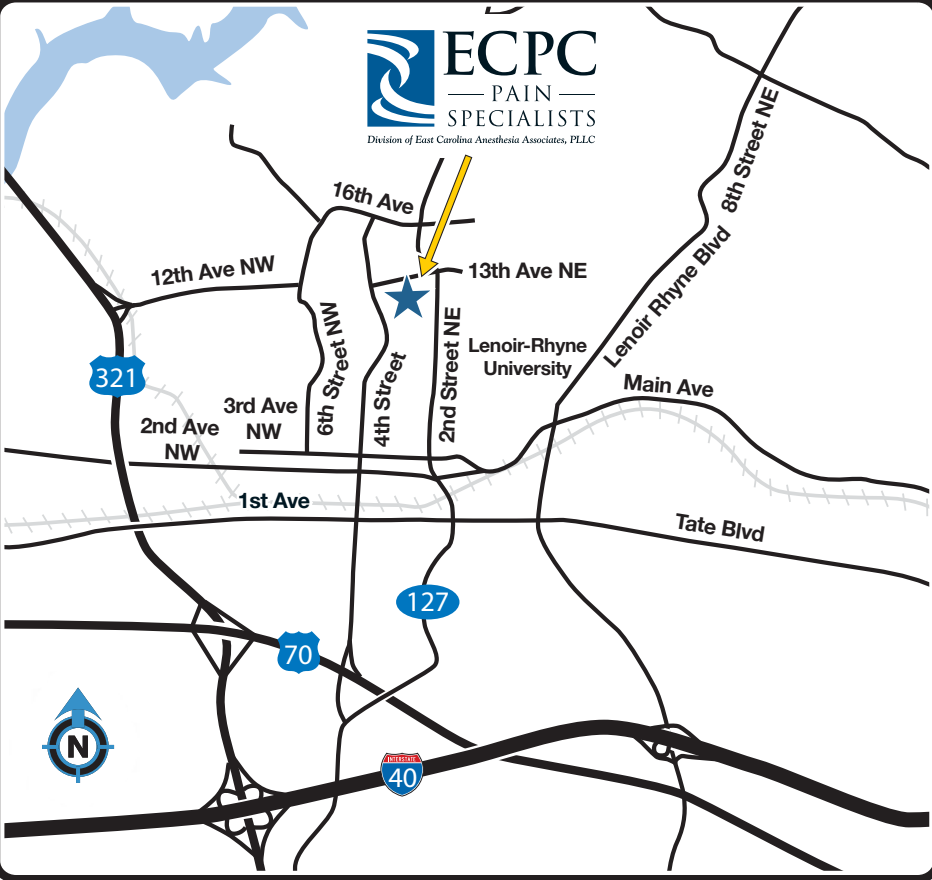 ECPC
PAIN
SPECIALISTS
Division of East Carolina Anesthesia Associates, PLLC
8th Street NE
16th Ave
Lenoir Rhyne Blvd
12th Ave NW
13th Ave NE
6th Street NW
4th Street
2nd Street NE
Lenoir-Rhyne
University
321
Main Ave
3rd Ave
NW
2nd Ave
NW
1st Ave
Tate Blvd
127
70
N
INTERSTATE
40